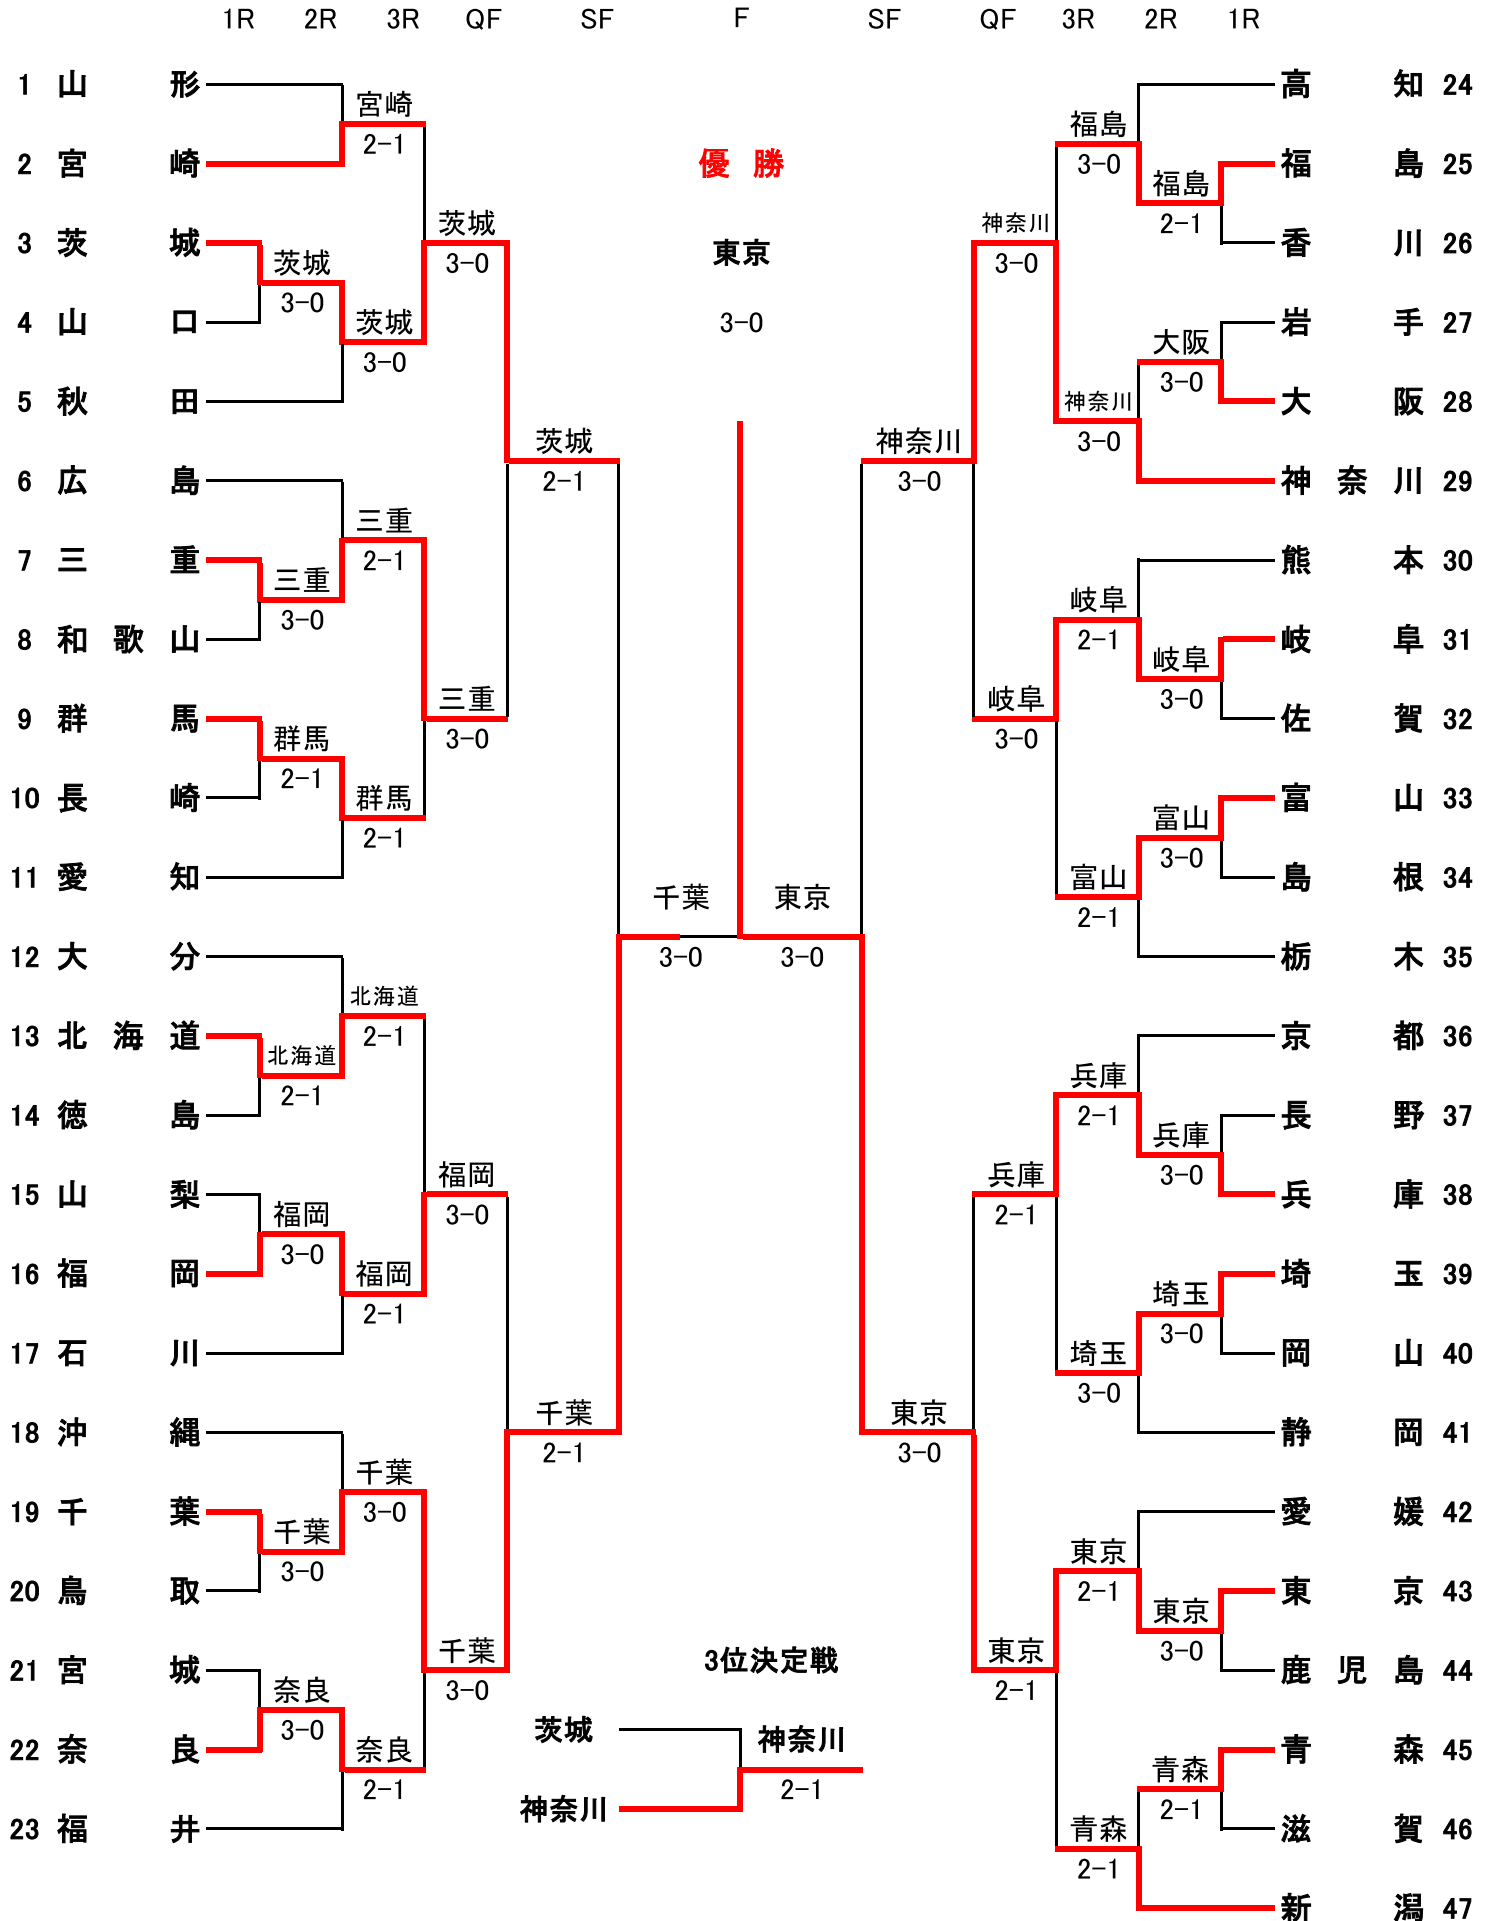 1R 2R 3R QF SF F SF QF 3R 2R 1R
1 山形 高知 24
宮崎
2-1 福島
2 宮崎 優勝 3-0 福島 25
福島
茨城 神奈川 2-1
3 茨城 東京 香川 26
茨城 3-0 3-0
3-0
4 山口 茨城 3-0 岩手 27
3-0 大阪
3-0
5 秋田 神奈川 大阪 28
茨城 神奈川 3-0
6 広島 2-1 3-0 神奈川 29
三重
7 三重 2-1 熊本 30
三重 岐阜
3-0
8 和歌山 2-1 岐阜 31
岐阜
三重 岐阜 3-0
9 群馬 佐賀 32
群馬 3-0 3-0
2-1
10 長崎 群馬 富山 33
2-1 富山
3-0
11 愛知 富山 島根 34
千葉 東京 2-1
12 大分 3-0 3-0 栃木 35
北海道
13 北海道 2-1 京都 36
北海道 兵庫
2-1
14 徳島 2-1 長野 37
兵庫
福岡 兵庫 3-0
15 山梨 兵庫 38
福岡 3-0 2-1
3-0
16 福岡 福岡 埼玉 39
2-1 埼玉
3-0
17 石川 埼玉 岡山 40
千葉 東京 3-0
18 沖縄 2-1 3-0 静岡 41
千葉
19 千葉 3-0 愛媛 42
千葉 東京
3-0
20 鳥取 2-1 東京 43
東京
千葉 3位決定戦 東京 3-0
21 宮城 鹿児島 44
奈良 3-0 2-1
3-0
茨城 神奈川
22 奈良 奈良 青森 45
2-1 2-1 青森
神奈川 2-1
23 福井 青森 滋賀 46
2-1
新潟 47